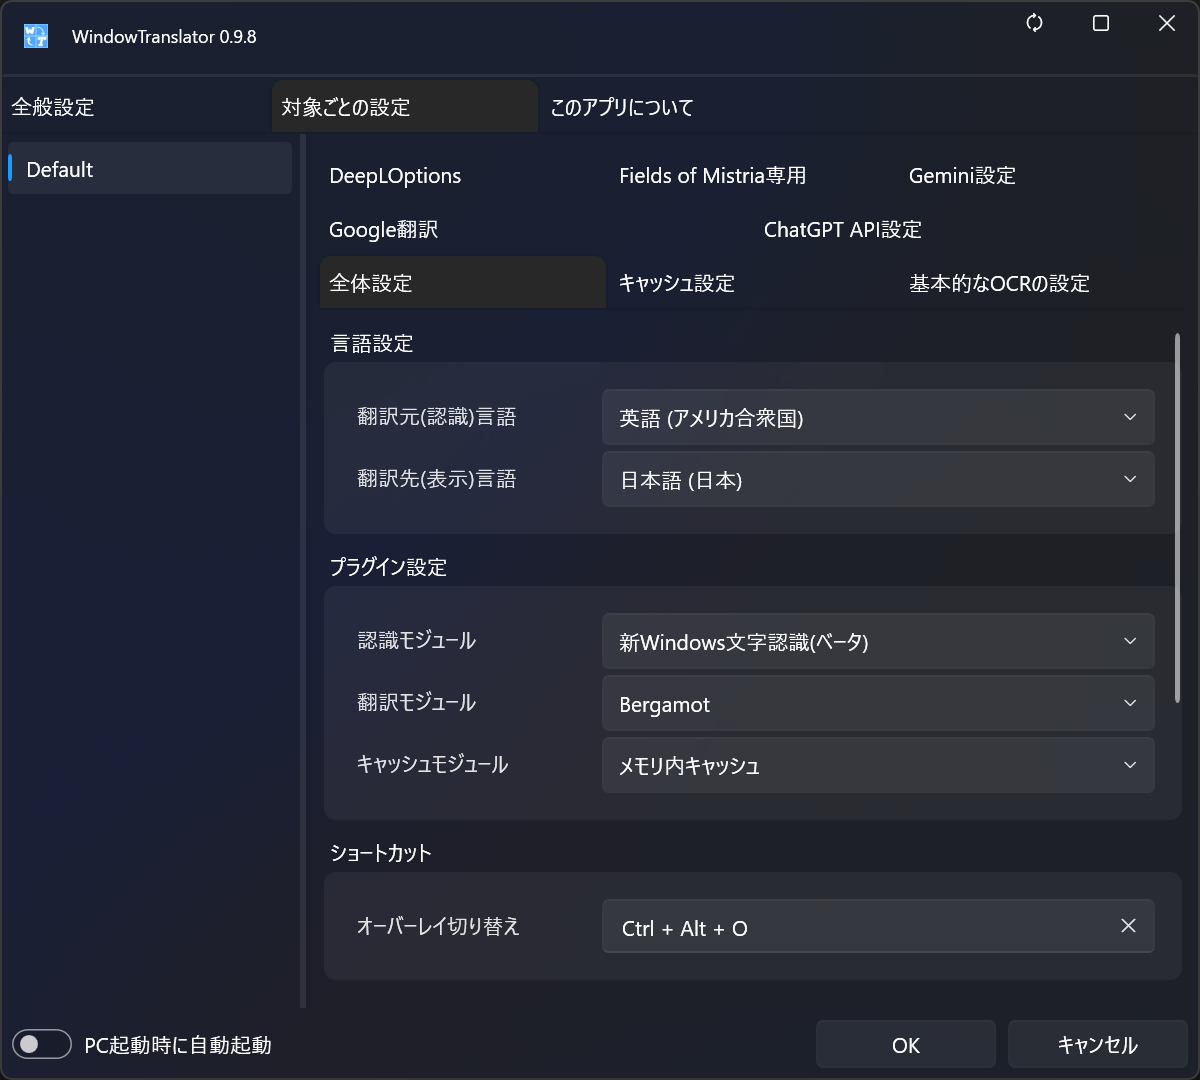 WindowTranslator 0.9.8
全般設定
対象ごとの設定
このアプリについて
Default
DeepLOptions
Fields of Mistria専用
Gemini設定
Google翻訳
ChatGPT API設定
全体設定
キャッシュ設定
基本的なOCRの設定
言語設定
翻訳元(認識)言語
英語 (アメリカ合衆国)
翻訳先(表示)言語
日本語 (日本)
プラグイン設定
認識モジュール
新Windows文字認識(ベータ)
翻訳モジュール
Bergamot
キャッシュモジュール
メモリ内キャッシュ
ショートカット
オーバーレイ切り替え
Ctrl + Alt + O
PC起動時に自動起動
OK
キャンセル